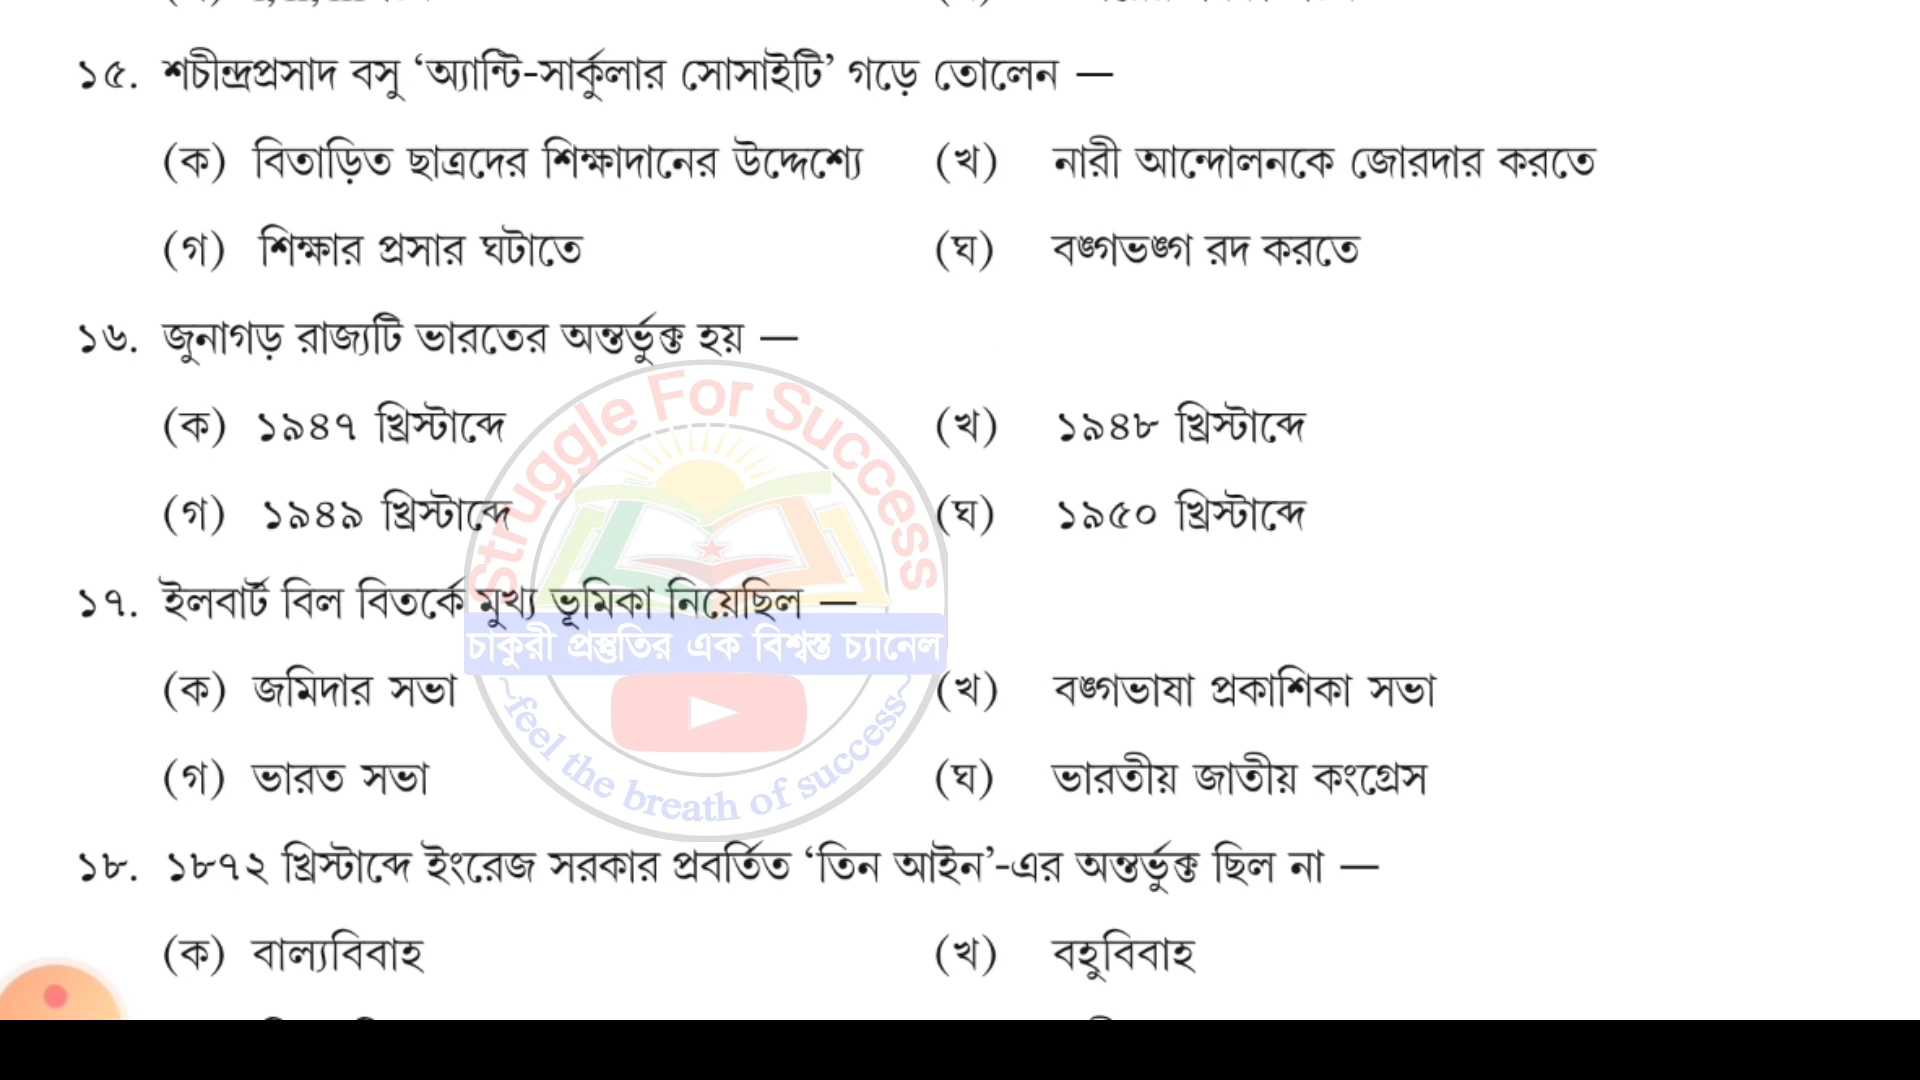 ১৫. শচীন্দ্রপ্রসাদ বসু ‘অ্যান্টি-সার্কুলার সোসাইটি’ গড়ে তোলেন —
(ক) বিতাড়িত ছাত্রদের শিক্ষাদানের উদ্দেশ্যে (খ) নারী আন্দোলনকে জোরদার করতে
(গ) শিক্ষার প্রসার ঘটাতে (ঘ) বঙ্গভঙ্গ রদ করতে
১৬. জুনাগড় রাজ্যটি ভারতের অন্তর্ভুক্ত হয় —
(ক) ১৯৪৭ খ্রিস্টাব্দে (খ) ১৯৪৮ খ্রিস্টাব্দে
(গ) ১৯৪৯ খ্রিস্টাব্দে (ঘ) ১৯৫০ খ্রিস্টাব্দে
Struggle For Success
১৭. ইলবার্ট বিল বিতর্কে মুখ্য ভূমিকা নিয়েছিল —
চাকুরী প্রস্তুতির এক বিশ্বস্ত চ্যানেল
(ক) জমিদার সভা (খ) বঙ্গভাষা প্রকাশিকা সভা
(গ) ভারত সভা (ঘ) ভারতীয় জাতীয় কংগ্রেস
~feel the breath of success~
১৮. ১৮৭২ খ্রিস্টাব্দে ইংরেজ সরকার প্রবর্তিত ‘তিন আইন’-এর অন্তর্ভুক্ত ছিল না —
(ক) বাল্যবিবাহ (খ) বহুবিবাহ